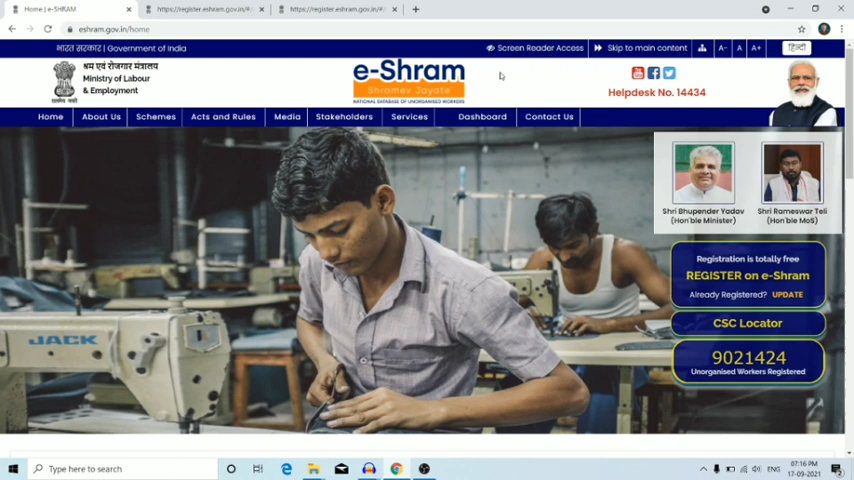 Home | e-SHRAM
https://register.eshram.gov.in/#/
https://register.eshram.gov.in/#/
eshram.gov.in/home
भारत सरकार | Government of India
Screen Reader Access
Skip to main content
A-
A
A+
हिन्दी
श्रम एवं रोजगार मंत्रालय
Ministry of Labour
& Employment
e-Shram
Shramev Jayate
NATIONAL DATABASE OF UNORGANISED WORKERS
Helpdesk No. 14434
Home
About Us
Schemes
Acts and Rules
Media
Stakeholders
Services
Dashboard
Contact Us
Shri Bhupender Yadav
(Hon'ble Minister)
Shri Rameswar Teli
(Hon'ble MoS)
Registration is totally free
REGISTER on e-Shram
Already Registered? UPDATE
CSC Locator
9021424
Unorganised Workers Registered
JACK
Type here to search
ENG
07:16 PM
17-09-2021